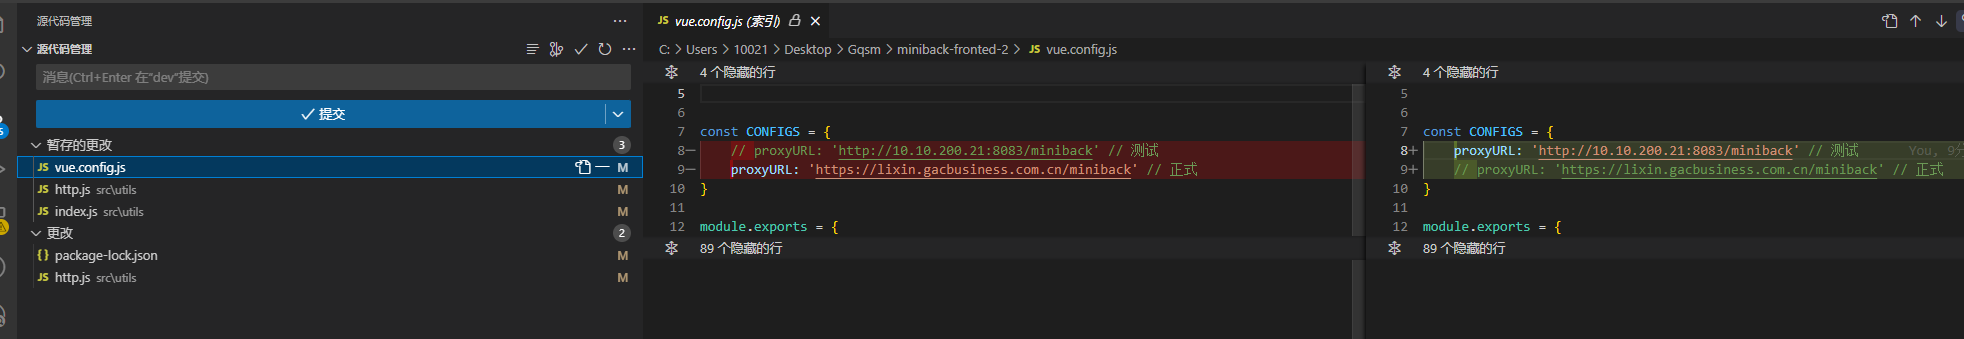 源代码管理
源代码管理
消息(Ctrl+Enter 在"dev"提交)
提交
暂存的更改 3
JS vue.config.js M
JS http.js src\utils M
JS index.js src\utils M
更改 2
{} package-lock.json M
JS http.js src\utils M
JS vue.config.js (索引)
C: > Users > 10021 > Desktop > Gqsm > miniback-fronted-2 > JS vue.config.js
4 个隐藏的行
5
6
7 const CONFIGS = {
8− // proxyURL: 'http://10.10.200.21:8083/miniback' // 测试
9− proxyURL: 'https://lixin.gacbusiness.com.cn/miniback' // 正式
10 }
11
12 module.exports = {
89 个隐藏的行
4 个隐藏的行
5
6
7 const CONFIGS = {
8+ proxyURL: 'http://10.10.200.21:8083/miniback' // 测试 You, 9
9+ // proxyURL: 'https://lixin.gacbusiness.com.cn/miniback' // 正式
10 }
11
12 module.exports = {
89 个隐藏的行